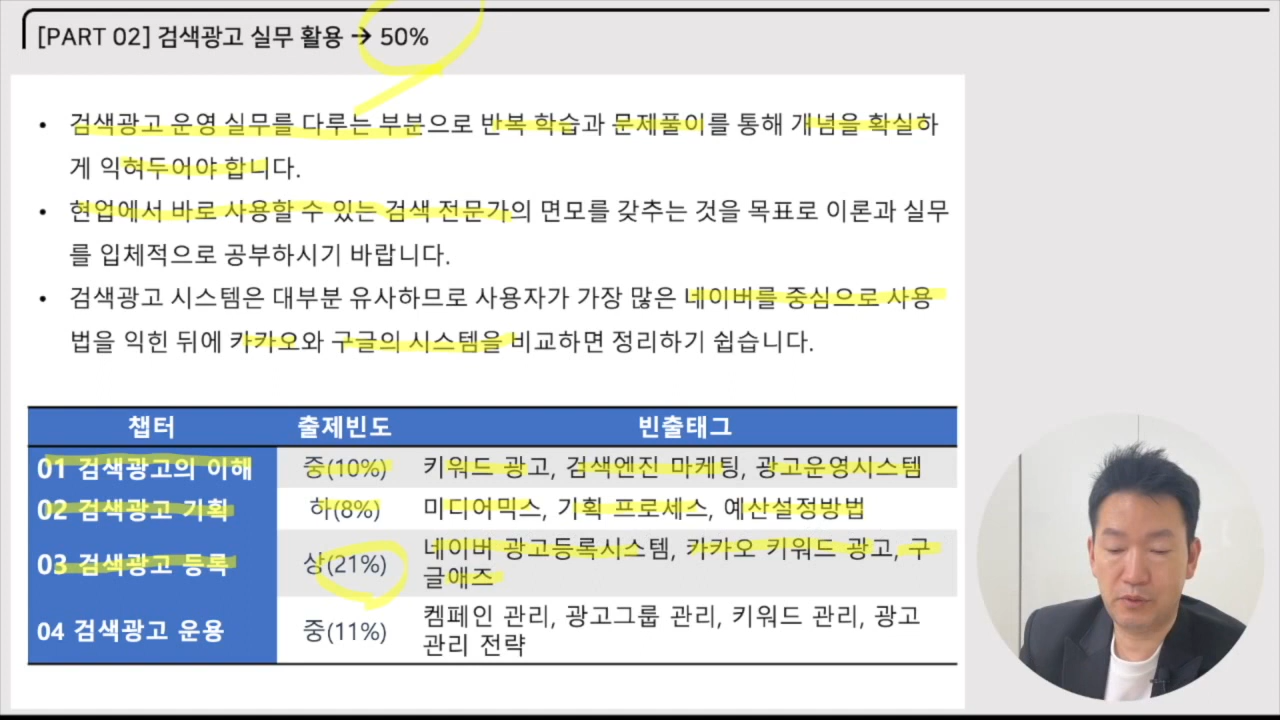 [PART 02] 검색광고 실무 활용 → 50%
• 검색광고 운영 실무를 다루는 부분으로 반복 학습과 문제풀이를 통해 개념을 확실하
게 익혀두어야 합니다.
• 현업에서 바로 사용할 수 있는 검색 전문가의 면모를 갖추는 것을 목표로 이론과 실무
를 입체적으로 공부하시기 바랍니다.
• 검색광고 시스템은 대부분 유사하므로 사용자가 가장 많은 네이버를 중심으로 사용
법을 익힌 뒤에 카카오와 구글의 시스템을 비교하면 정리하기 쉽습니다.
챕터 출제빈도 빈출태그
01 검색광고의 이해 중(10%) 키워드 광고, 검색엔진 마케팅, 광고운영시스템
02 검색광고 기획 하(8%) 미디어믹스, 기획 프로세스, 예산설정방법
03 검색광고 등록 상(21%) 네이버 광고등록시스템, 카카오 키워드 광고, 구
글애즈
04 검색광고 운용 중(11%) 켐페인 관리, 광고그룹 관리, 키워드 관리, 광고
관리 전략